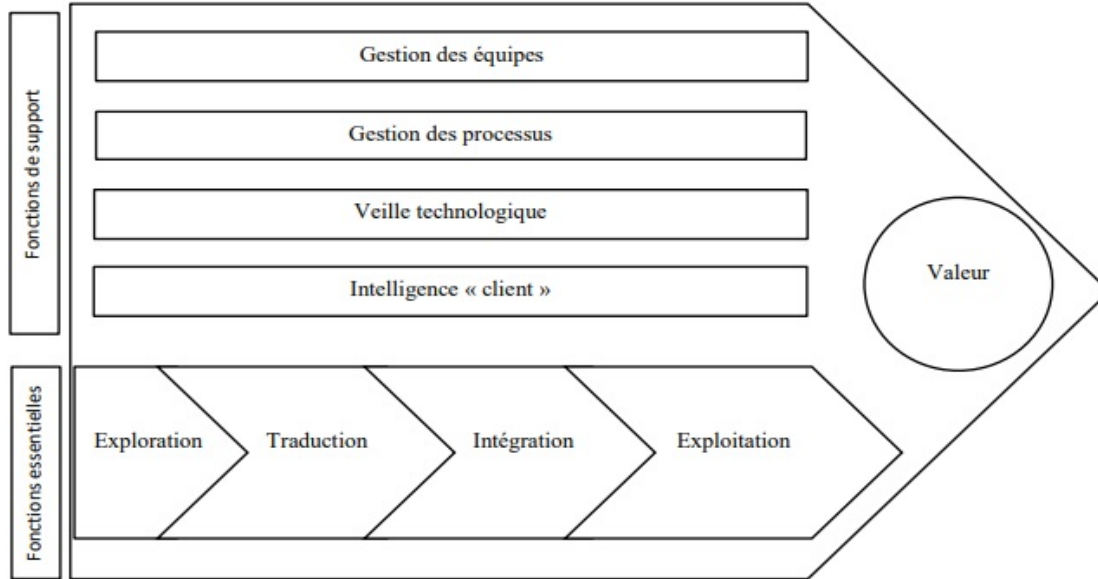 Fonctions de support
Gestion des équipes
Gestion des processus
Veille technologique
Intelligence « client »
Valeur
Fonctions essentielles
Exploration
Traduction
Intégration
Exploitation